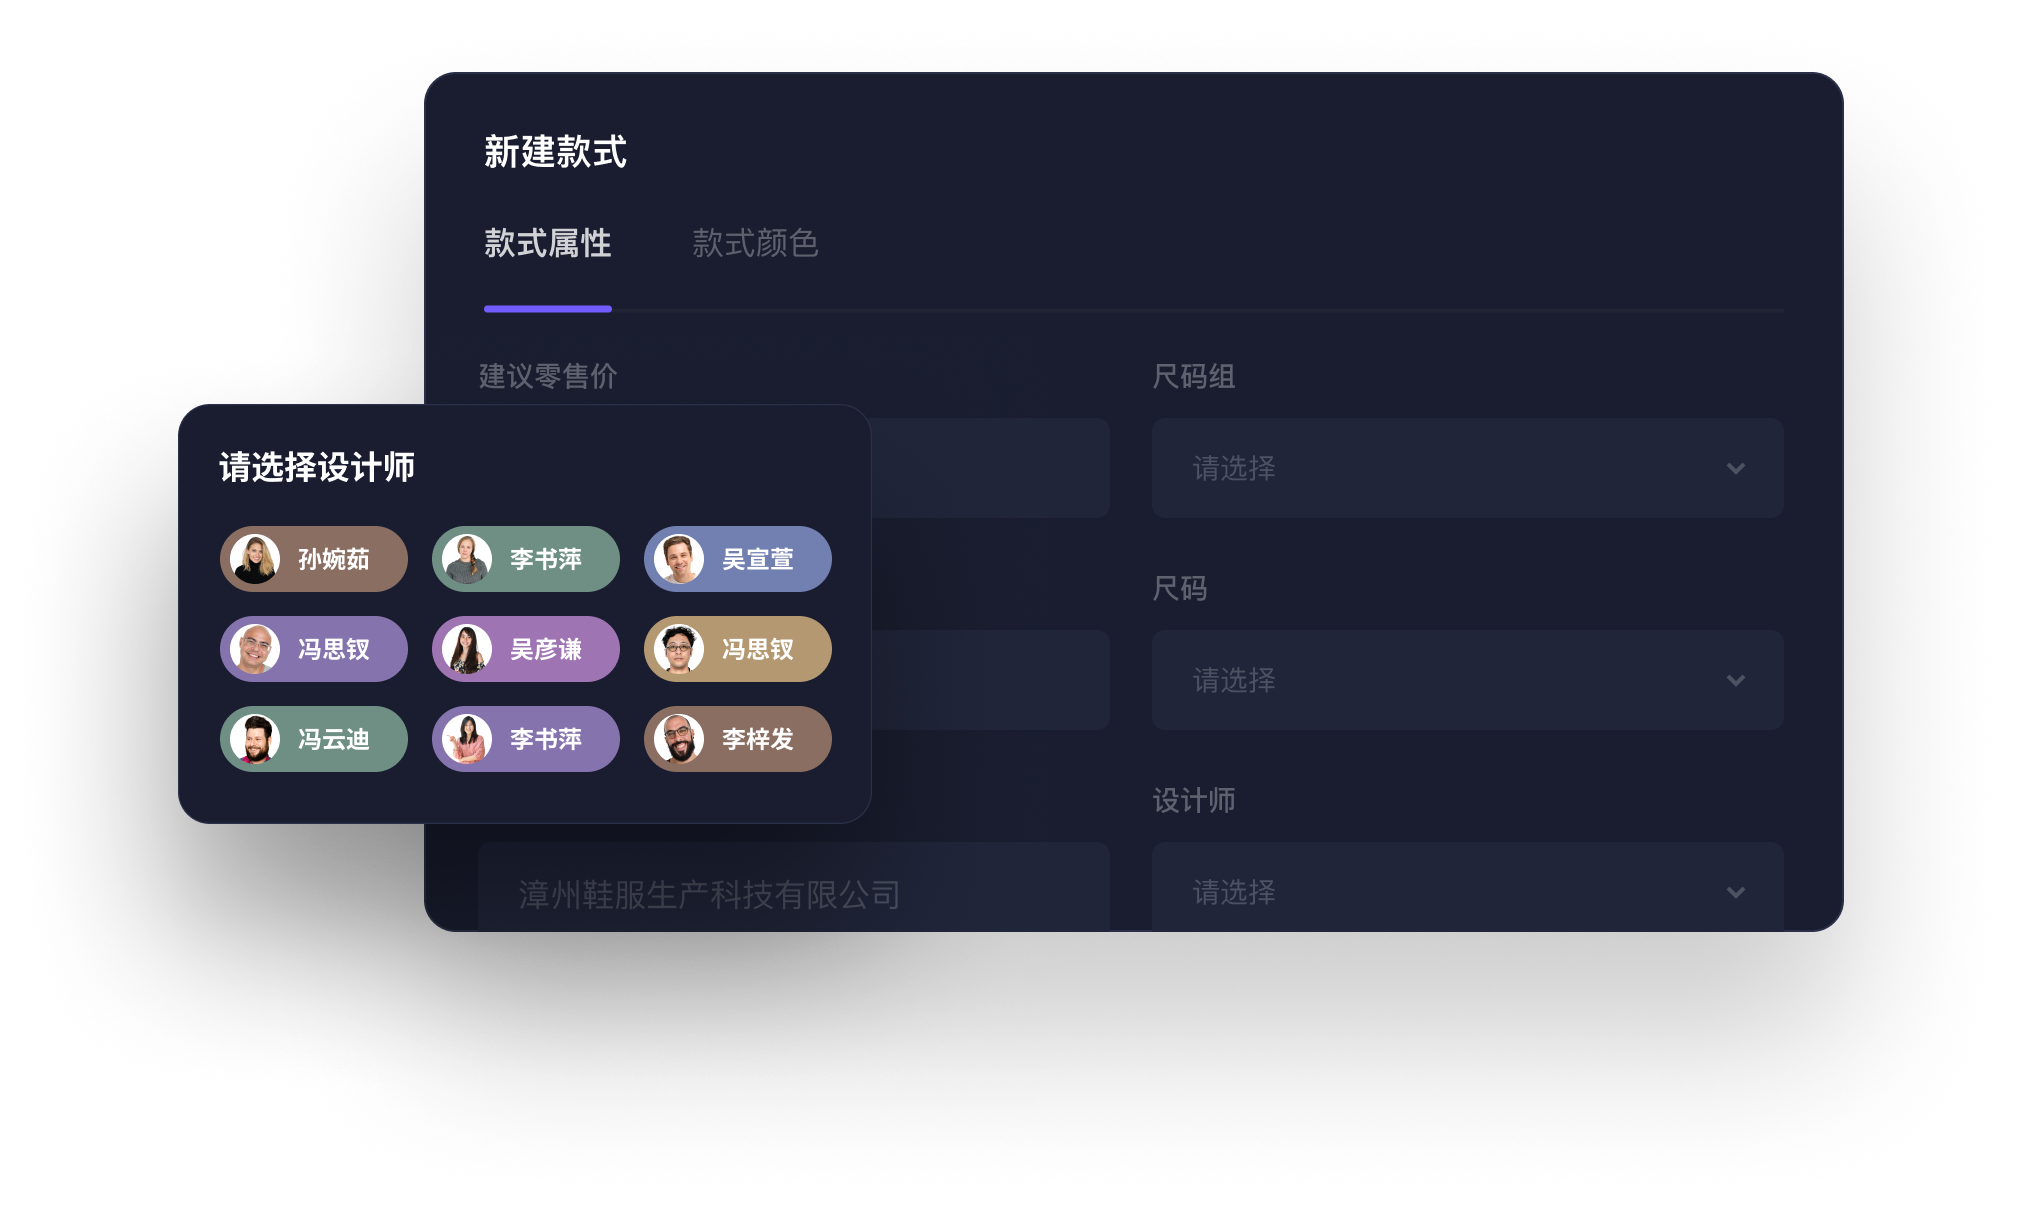 新建款式
款式属性 款式颜色
建议零售价 尺码组
请选择
尺码
请选择
设计师
请选择
漳州鞋服生产科技有限公司
请选择设计师
孙婉茹 李书萍 吴宣萱
冯思钗 吴彦谦 冯思钗
冯云迪 李书萍 李梓发